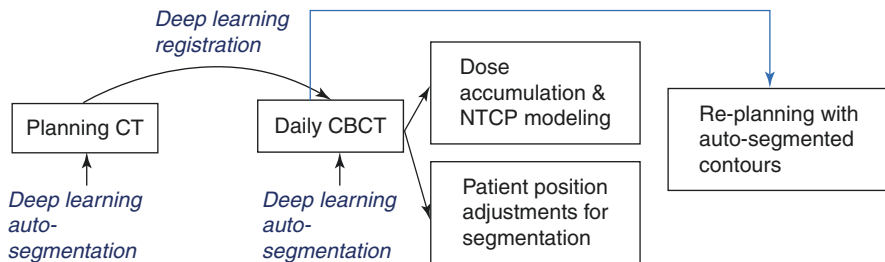 Deep learning
registration
Planning CT
Deep learning
auto-
segmentation
Daily CBCT
Deep learning
auto-
segmentation
Dose
accumulation &
NTCP modeling
Patient position
adjustments for
segmentation
Re-planning with
auto-segmented
contours